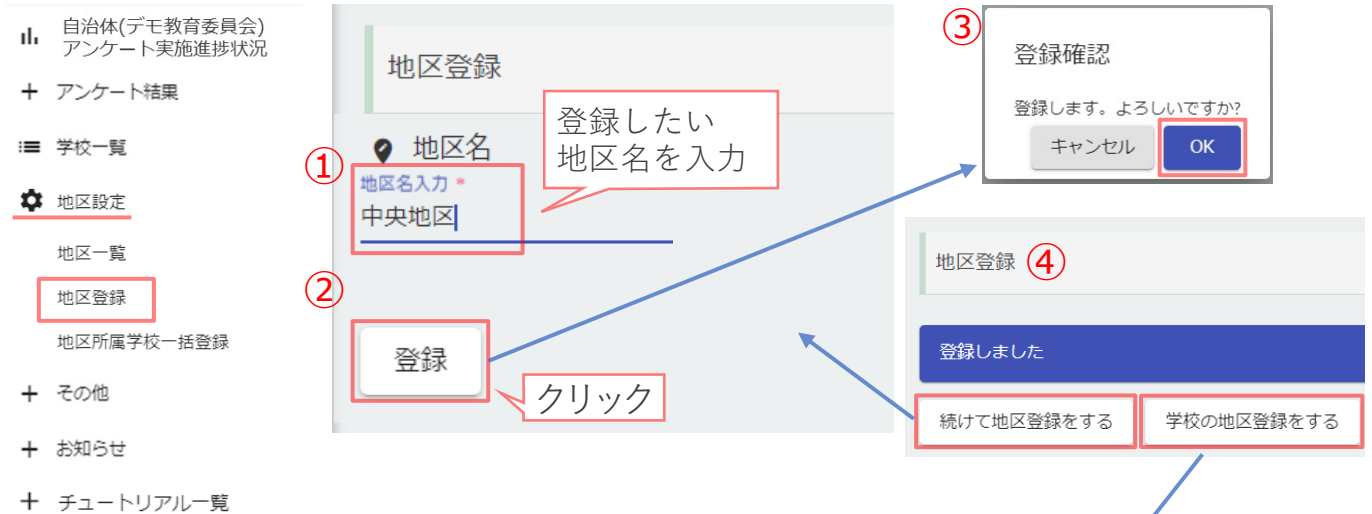 自治体(デモ教育委員会)
アンケート実施進捗状況
アンケート結果
学校一覧
地区設定
地区一覧
地区登録
地区所属学校一括登録
その他
お知らせ
チュートリアル一覧
地区登録
地区名
①
地区名入力 *
中央地区
登録したい
地区名を入力
②
登録
クリック
③
登録確認
登録します。よろしいですか?
キャンセル
OK
地区登録 ④
登録しました
続けて地区登録をする
学校の地区登録をする